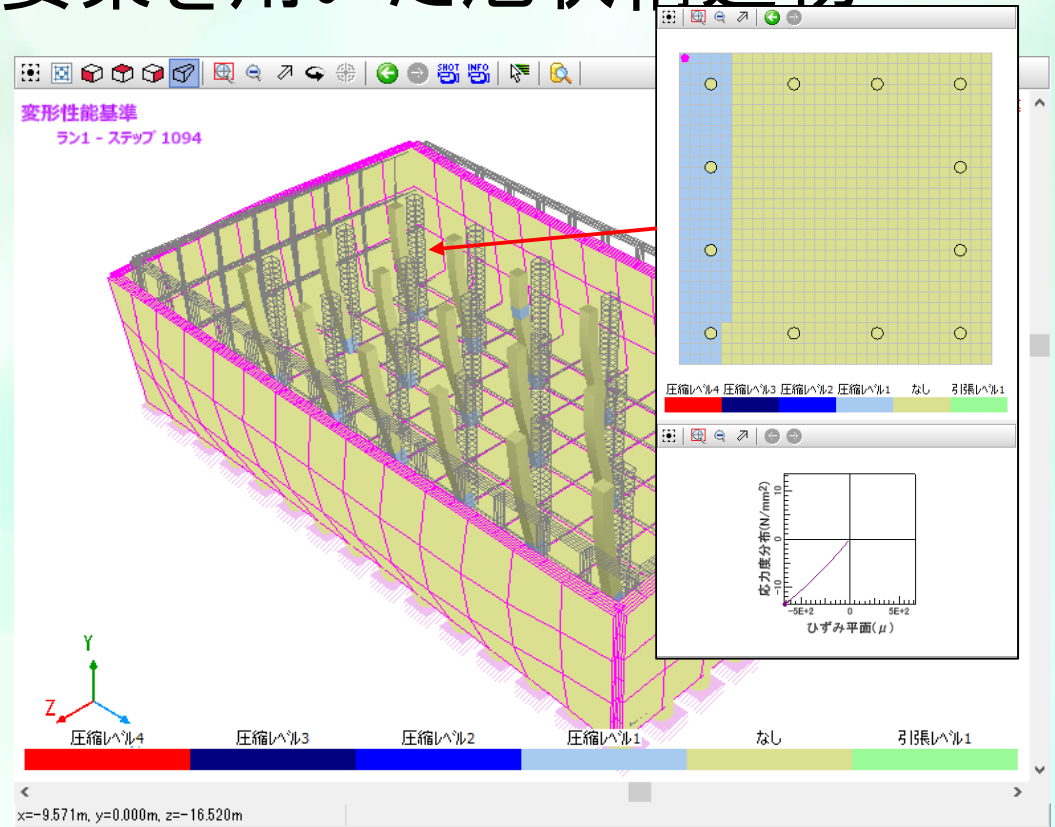 SHOT INFO
変形性能基準
ラン1 - ステップ 1094
圧縮レベル4 圧縮レベル3 圧縮レベル2 圧縮レベル1 なし 引張レベル1
応力度分布(N/mm2)
10
0
-10
-5E+2 0 5E+2
ひずみ平面(μ)
Y
Z
圧縮レベル4 圧縮レベル3 圧縮レベル2 圧縮レベル1 なし 引張レベル1
x=-9.571m, y=0.000m, z=-16.520m